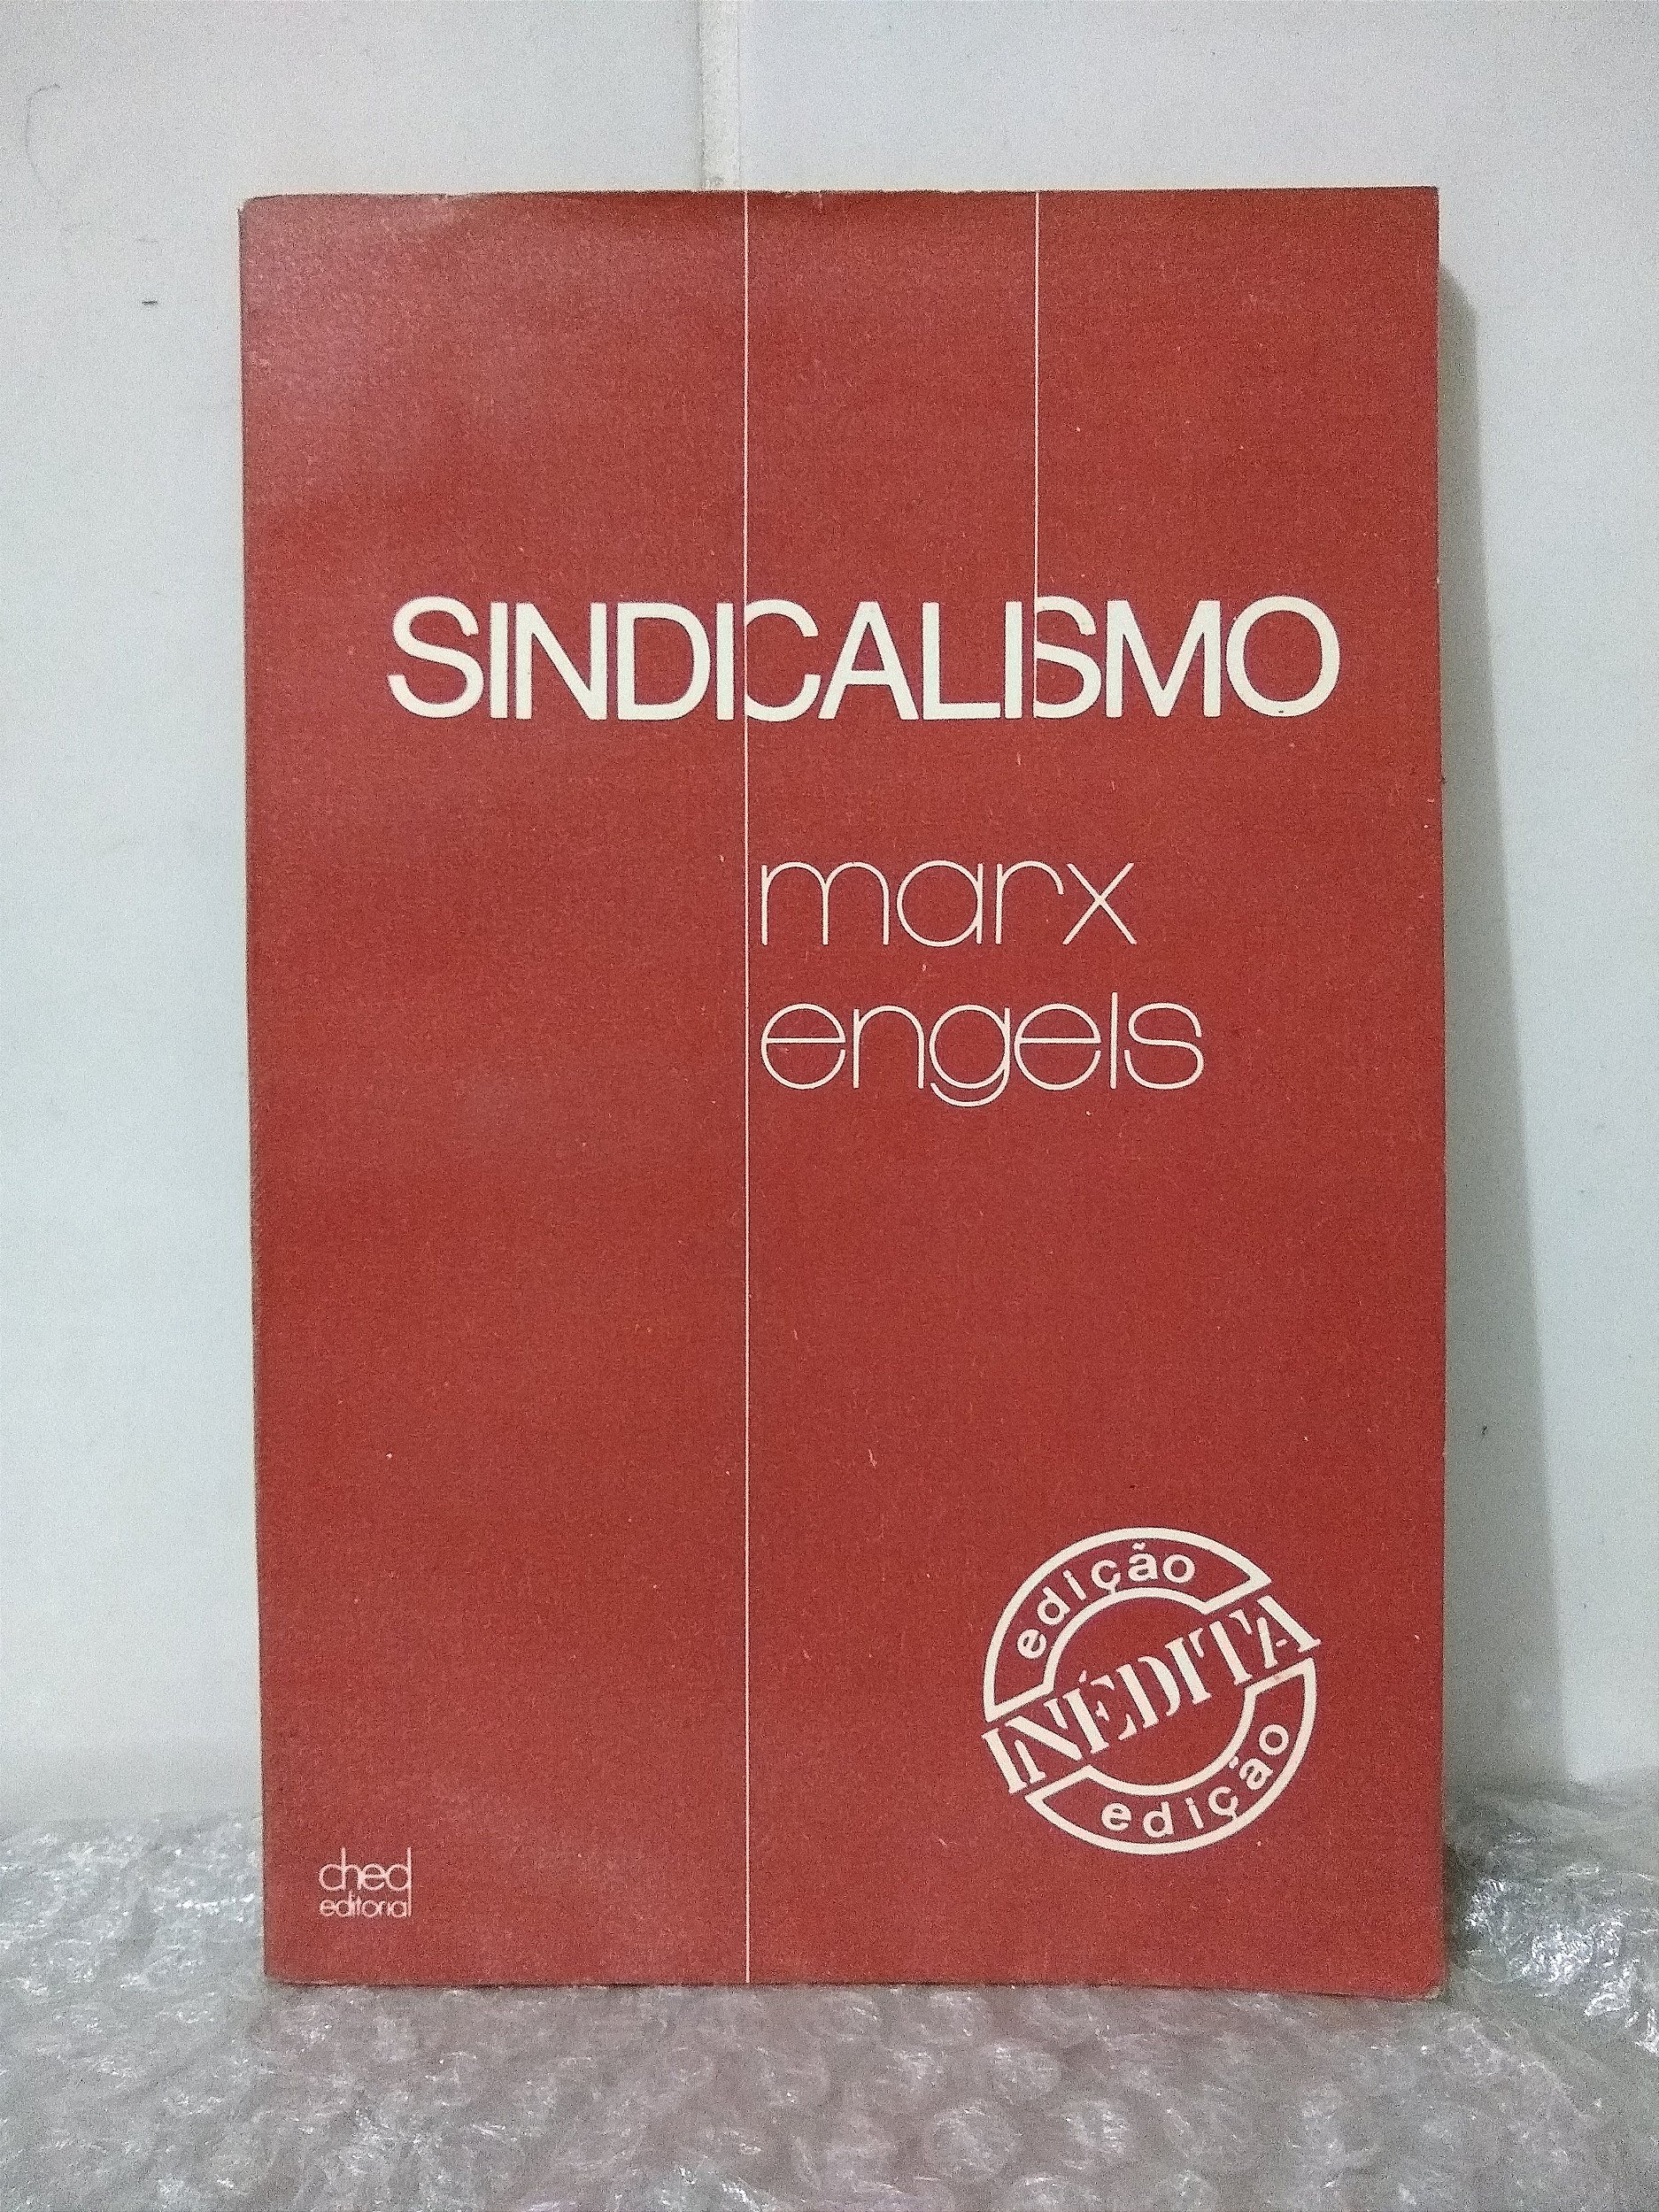 SINDICALISMO
marx
engels
edição
INÉDITA
edição
ched
editorial